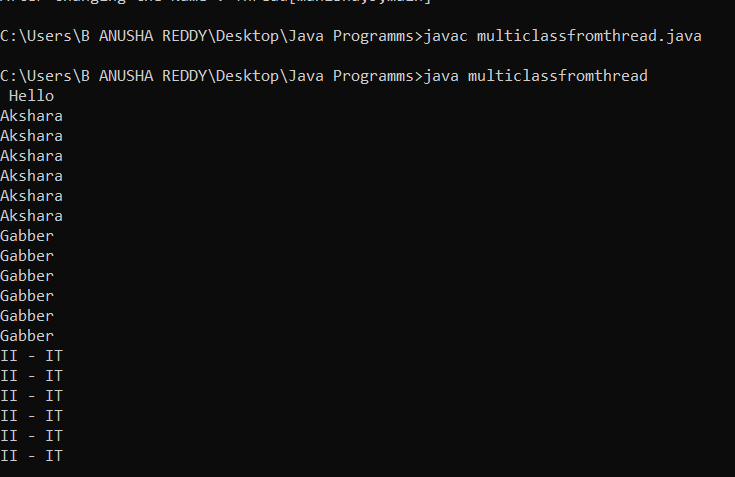 C:\Users\B ANUSHA REDDY\Desktop\Java Programms>javac multiclassfromthread.java
C:\Users\B ANUSHA REDDY\Desktop\Java Programms>java multiclassfromthread
 Hello
Akshara
Akshara
Akshara
Akshara
Akshara
Akshara
Gabber
Gabber
Gabber
Gabber
Gabber
Gabber
II - IT
II - IT
II - IT
II - IT
II - IT
II - IT